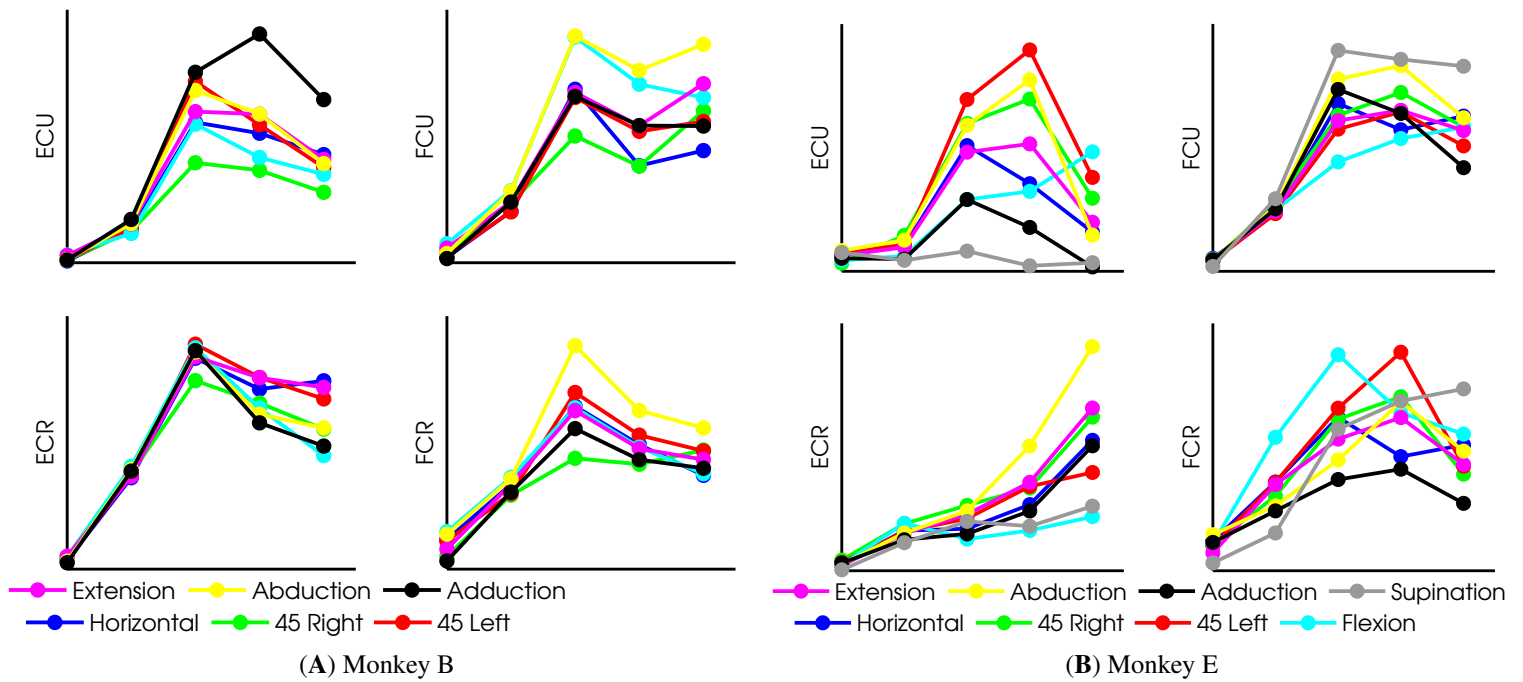 ECU
FCU
ECR
FCR
Extension Abduction Adduction
Horizontal 45 Right 45 Left
(A) Monkey B
ECU
FCU
ECR
FCR
Extension Abduction Adduction Supination
Horizontal 45 Right 45 Left Flexion
(B) Monkey E